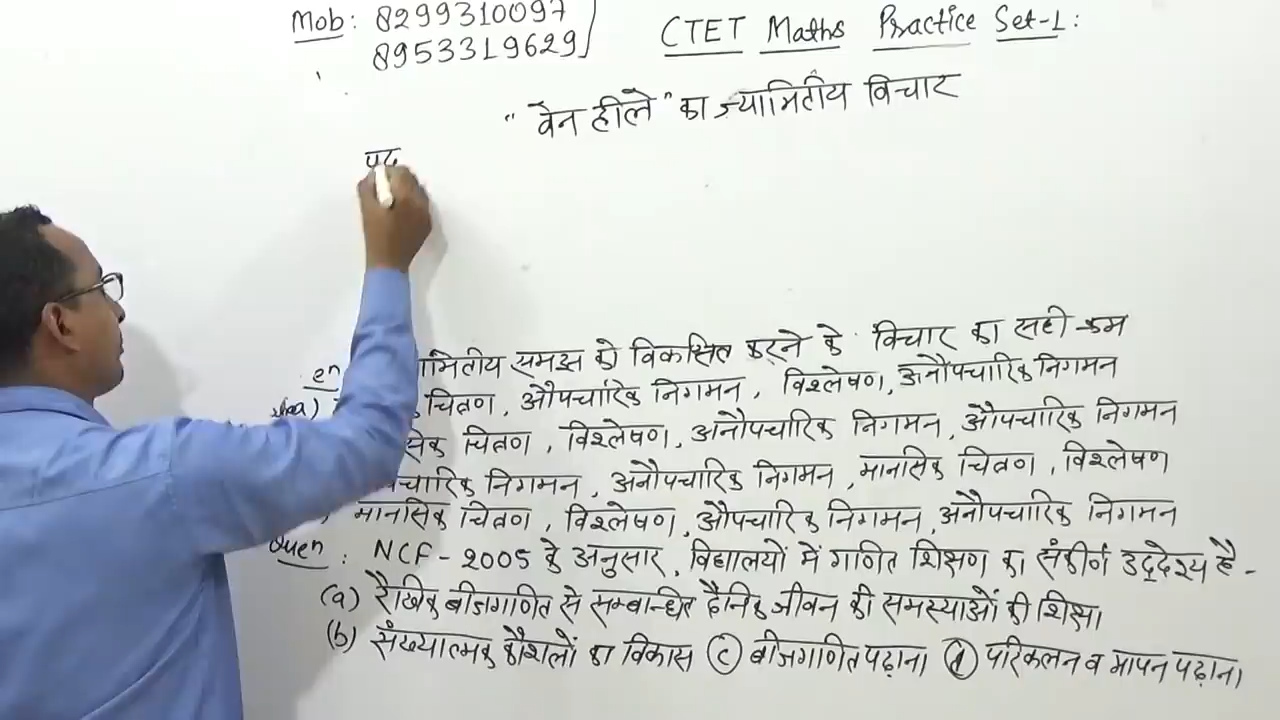 Mob: 8299310097
8953319629
CTET Maths Practice Set-1:
"वेन हीले" का ज्यामितीय विचार
पद
समझ को विकसित करने के विचार का सही क्रम
चित्रण, औपचारिक निगमन, विश्लेषण, अनौपचारिक निगमन
चित्रण, विश्लेषण, अनौपचारिक निगमन, औपचारिक निगमन
निगमन, अनौपचारिक निगमन, मानसिक चित्रण, विश्लेषण
मानसिक चित्रण, विश्लेषण, औपचारिक निगमन, अनौपचारिक निगमन
Quen: NCF-2005 के अनुसार, विद्यालयों में गणित शिक्षण का संकीर्ण उद्देश्य है -
(a) रैखिक बीजगणित से सम्बन्धित दैनिक जीवन की समस्याओं की शिक्षा
(b) संख्यात्मक कौशलों का विकास (c) बीजगणित पढ़ाना (d) परिकलन व मापन पढ़ाना